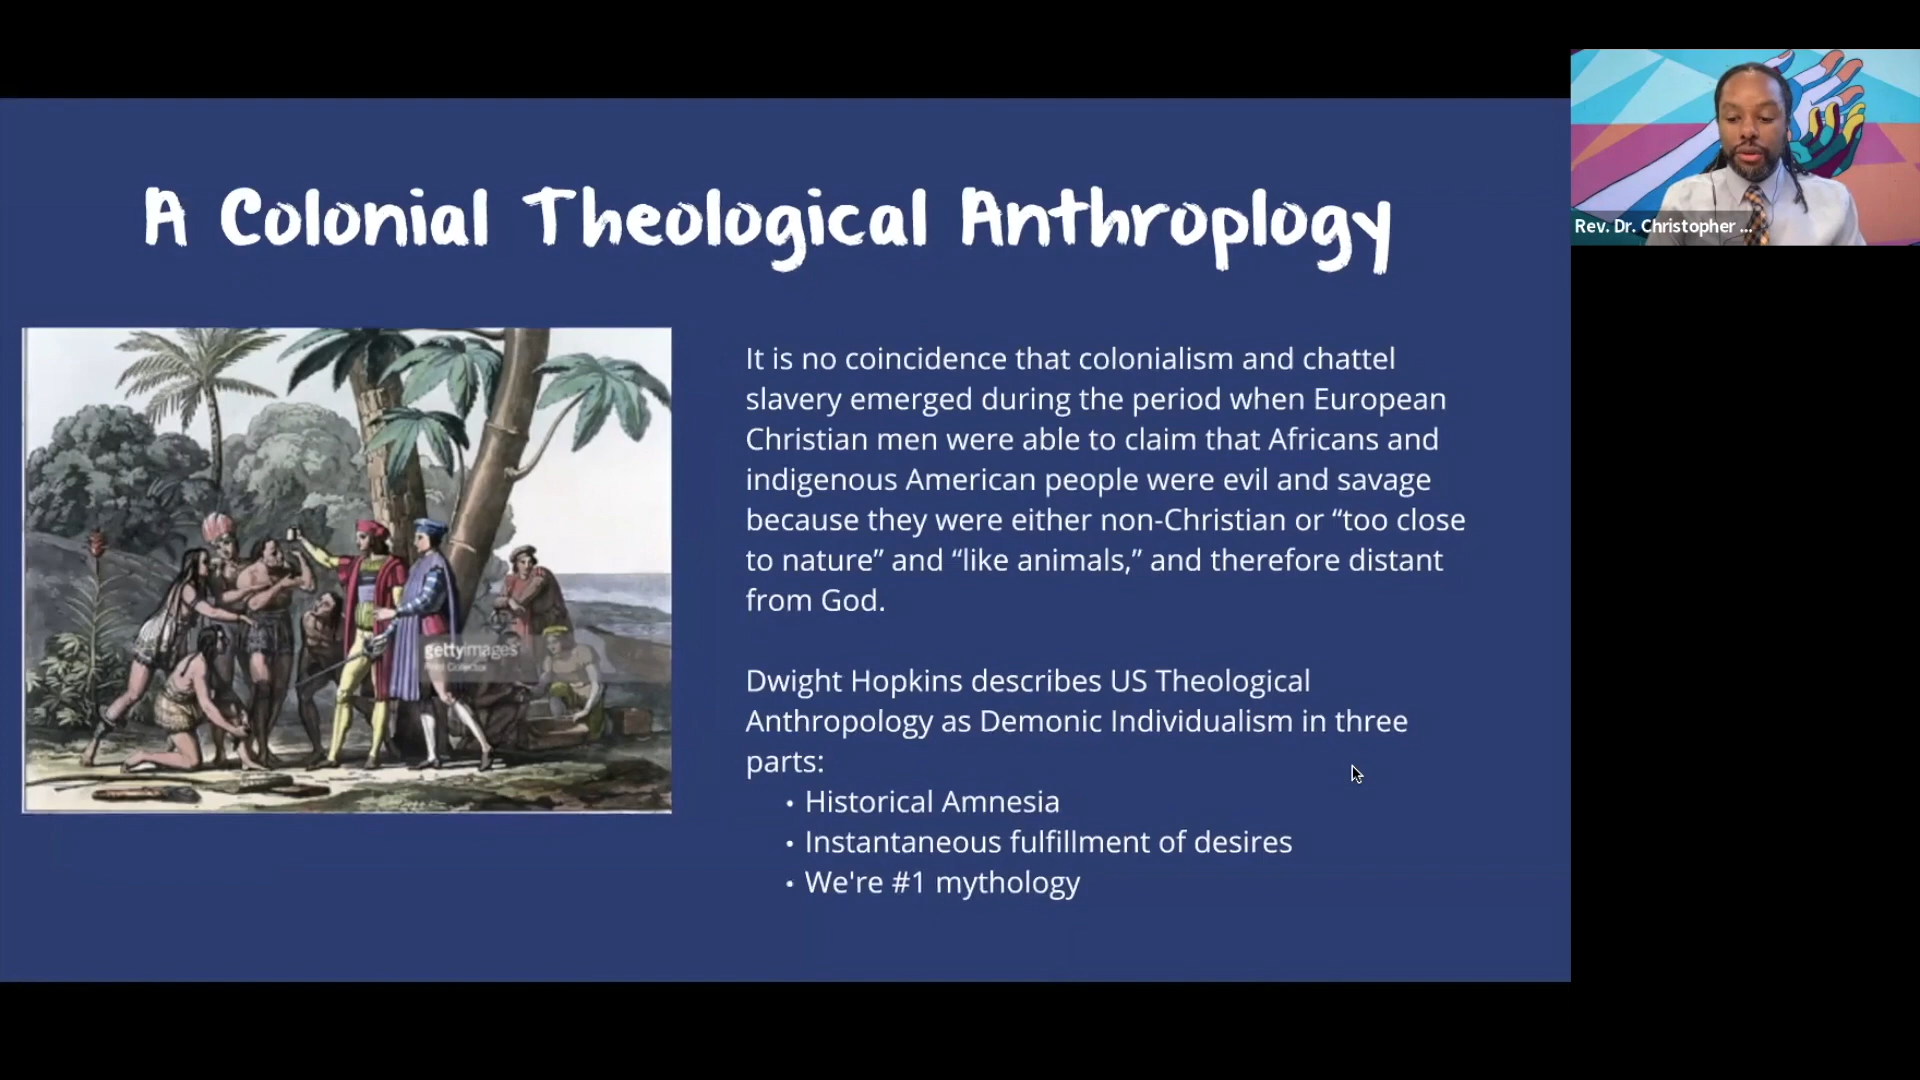 A Colonial Theological Anthroplogy
Rev. Dr. Christopher ...
It is no coincidence that colonialism and chattel
slavery emerged during the period when European
Christian men were able to claim that Africans and
indigenous American people were evil and savage
because they were either non-Christian or “too close
to nature” and “like animals,” and therefore distant
from God.
Dwight Hopkins describes US Theological
Anthropology as Demonic Individualism in three
parts:
• Historical Amnesia
• Instantaneous fulfillment of desires
• We're #1 mythology
gettyimages
Print Collector